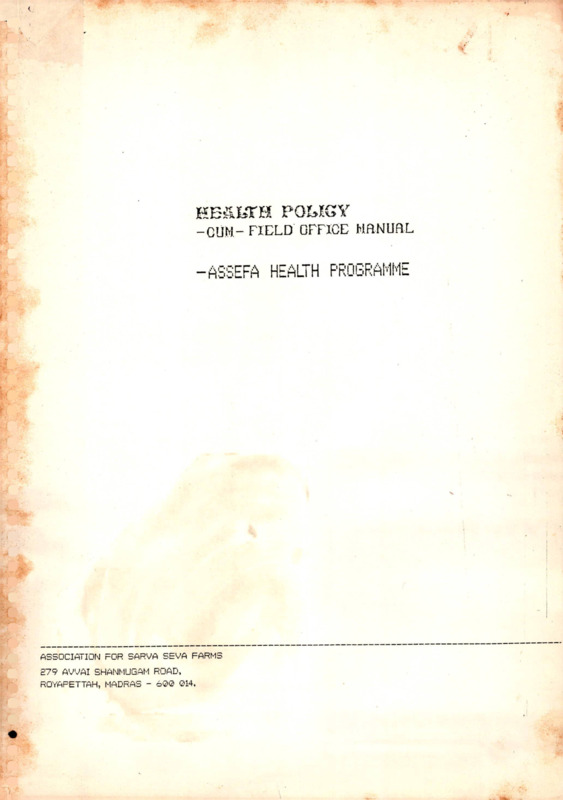 HEALTH POLICY
-CUM- FIELD OFFICE MANUAL
-ASSEFA HEALTH PROGRAMME
ASSOCIATION FOR SARVA SEVA FARMS
279 AVVAI SHANMUGAM ROAD,
ROYAPETTAH, MADRAS - 600 014.